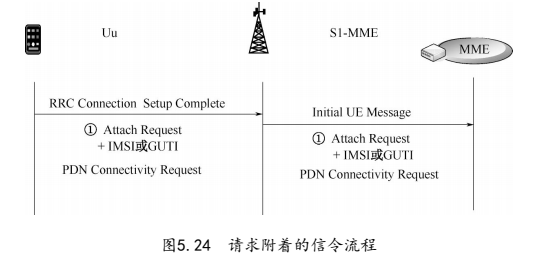 Uu
S1-MME
MME
RRC Connection Setup Complete
① Attach Request
+ IMSI或GUTI
PDN Connectivity Request
Initial UE Message
① Attach Request
+ IMSI或GUTI
PDN Connectivity Request
图5.24 请求附着的信令流程